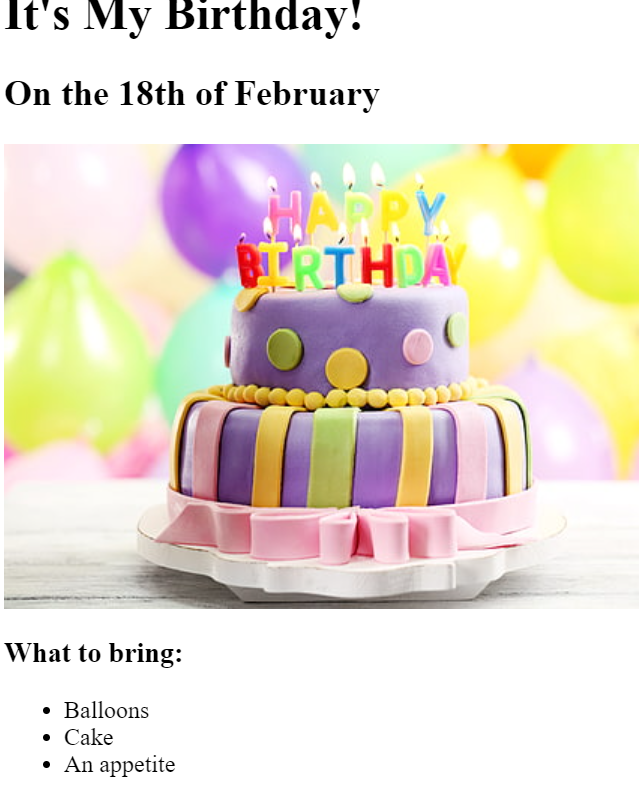 It's My Birthday!
On the 18th of February
HAPPY
BIRTHDAY
What to bring:
Balloons
Cake
An appetite